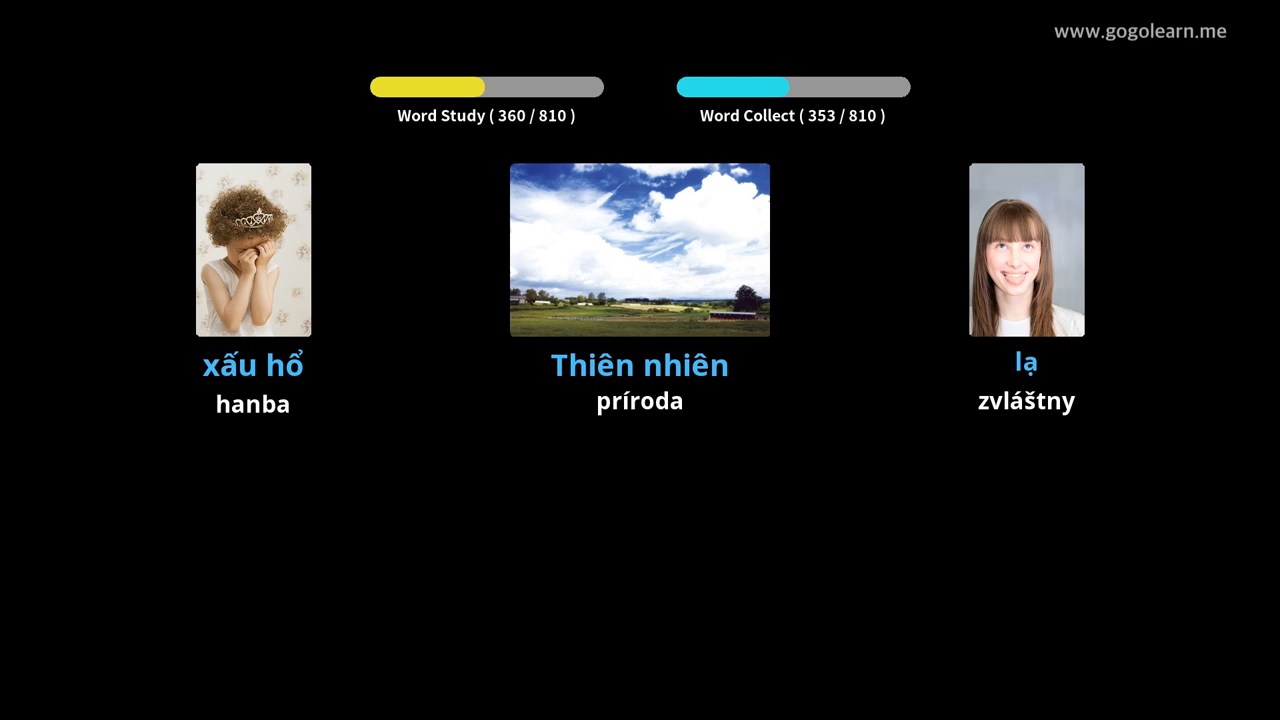 www.gogolearn.me
Word Study ( 360 / 810 )
Word Collect ( 353 / 810 )
xấu hổ
hanba
Thiên nhiên
príroda
lạ
zvláštny